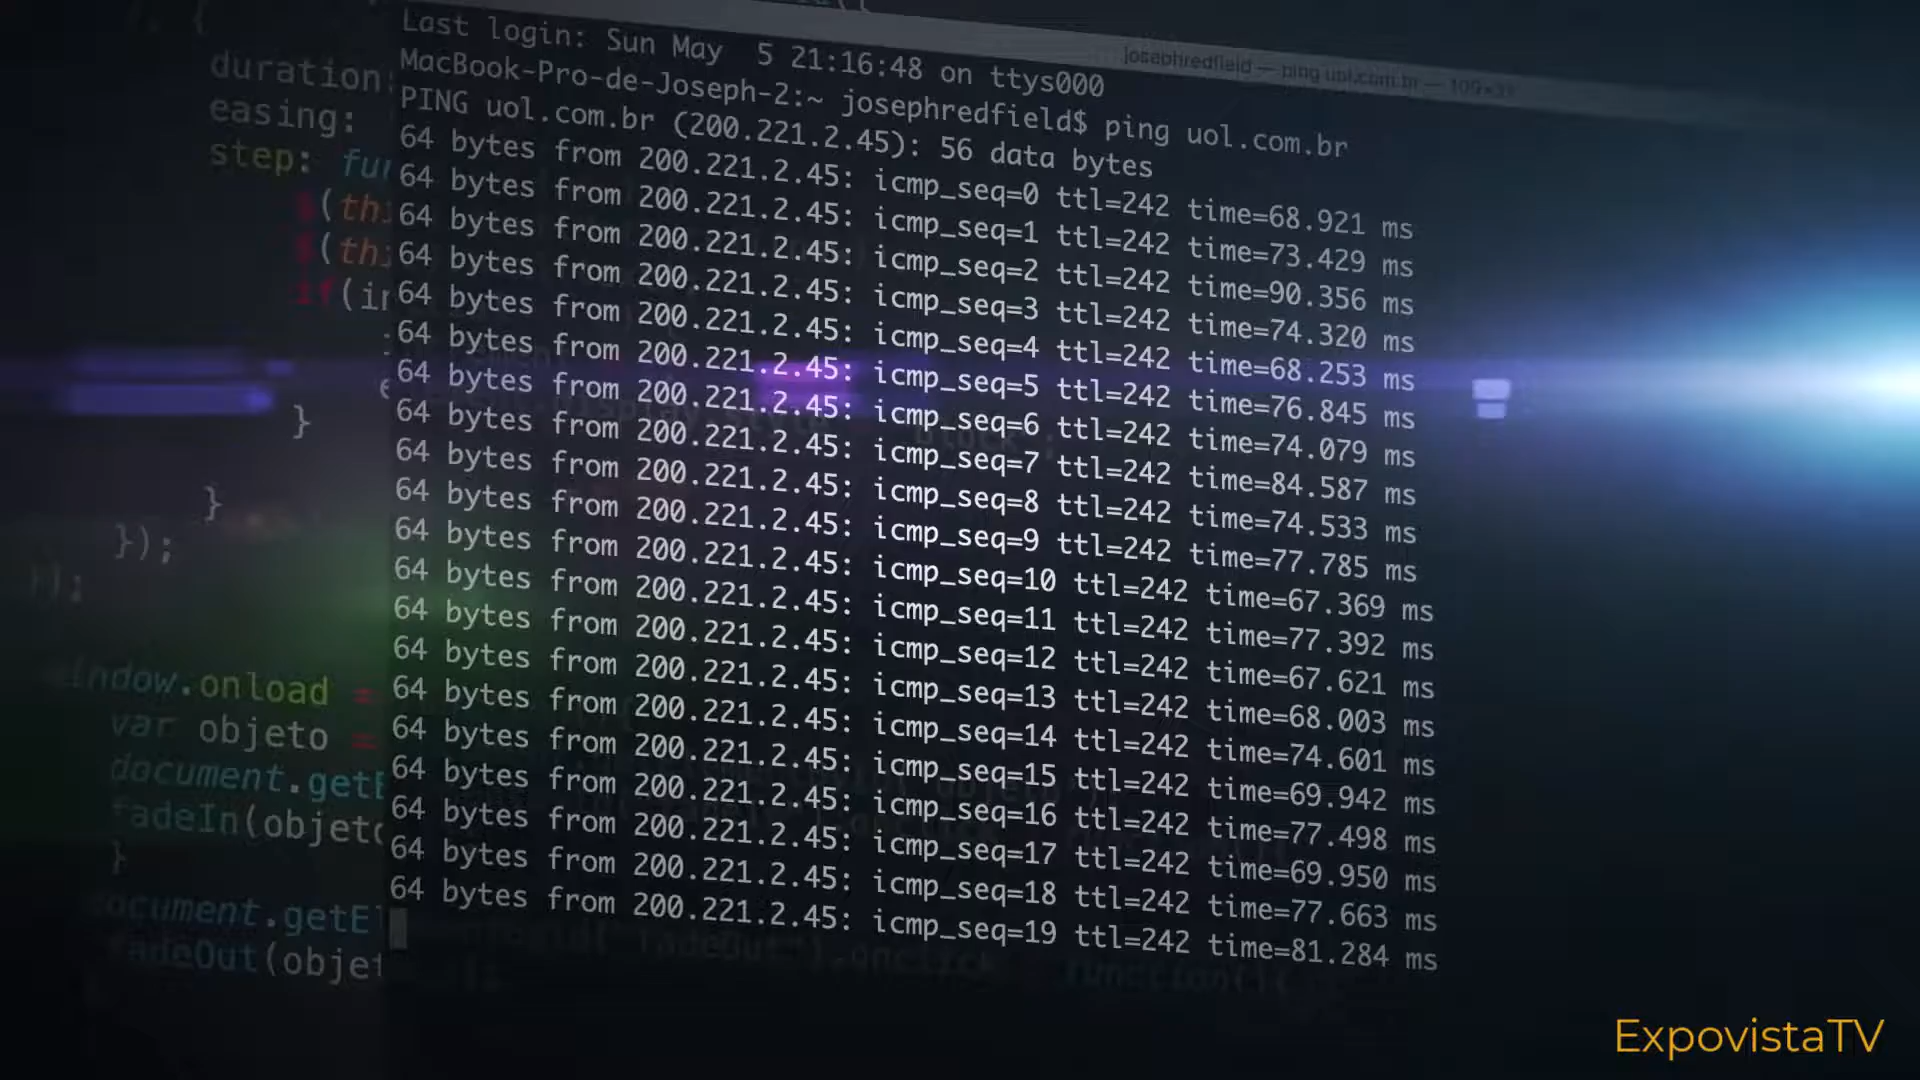 Last login: Sun May  5 21:16:48 on ttys000
josephredfield — ping uol.com.br — 109×37
MacBook-Pro-de-Joseph-2:~ josephredfield$ ping uol.com.br
PING uol.com.br (200.221.2.45): 56 data bytes
64 bytes from 200.221.2.45: icmp_seq=0 ttl=242 time=68.921 ms
64 bytes from 200.221.2.45: icmp_seq=1 ttl=242 time=73.429 ms
64 bytes from 200.221.2.45: icmp_seq=2 ttl=242 time=90.356 ms
64 bytes from 200.221.2.45: icmp_seq=3 ttl=242 time=74.320 ms
64 bytes from 200.221.2.45: icmp_seq=4 ttl=242 time=68.253 ms
64 bytes from 200.221.2.45: icmp_seq=5 ttl=242 time=76.845 ms
64 bytes from 200.221.2.45: icmp_seq=6 ttl=242 time=74.079 ms
64 bytes from 200.221.2.45: icmp_seq=7 ttl=242 time=84.587 ms
64 bytes from 200.221.2.45: icmp_seq=8 ttl=242 time=74.533 ms
64 bytes from 200.221.2.45: icmp_seq=9 ttl=242 time=77.785 ms
64 bytes from 200.221.2.45: icmp_seq=10 ttl=242 time=67.369 ms
64 bytes from 200.221.2.45: icmp_seq=11 ttl=242 time=77.392 ms
64 bytes from 200.221.2.45: icmp_seq=12 ttl=242 time=67.621 ms
64 bytes from 200.221.2.45: icmp_seq=13 ttl=242 time=68.003 ms
64 bytes from 200.221.2.45: icmp_seq=14 ttl=242 time=74.601 ms
64 bytes from 200.221.2.45: icmp_seq=15 ttl=242 time=69.942 ms
64 bytes from 200.221.2.45: icmp_seq=16 ttl=242 time=77.498 ms
64 bytes from 200.221.2.45: icmp_seq=17 ttl=242 time=69.950 ms
64 bytes from 200.221.2.45: icmp_seq=18 ttl=242 time=77.663 ms
64 bytes from 200.221.2.45: icmp_seq=19 ttl=242 time=81.284 ms
duration:
easing:
step: fu
$(thi
$(thi
if(in
}
}
});
});
window.onload =
var objeto =
document.getE
fadeIn(objeto
}
document.getEl
fadeOut(objet
function(){
ExpovistaTV